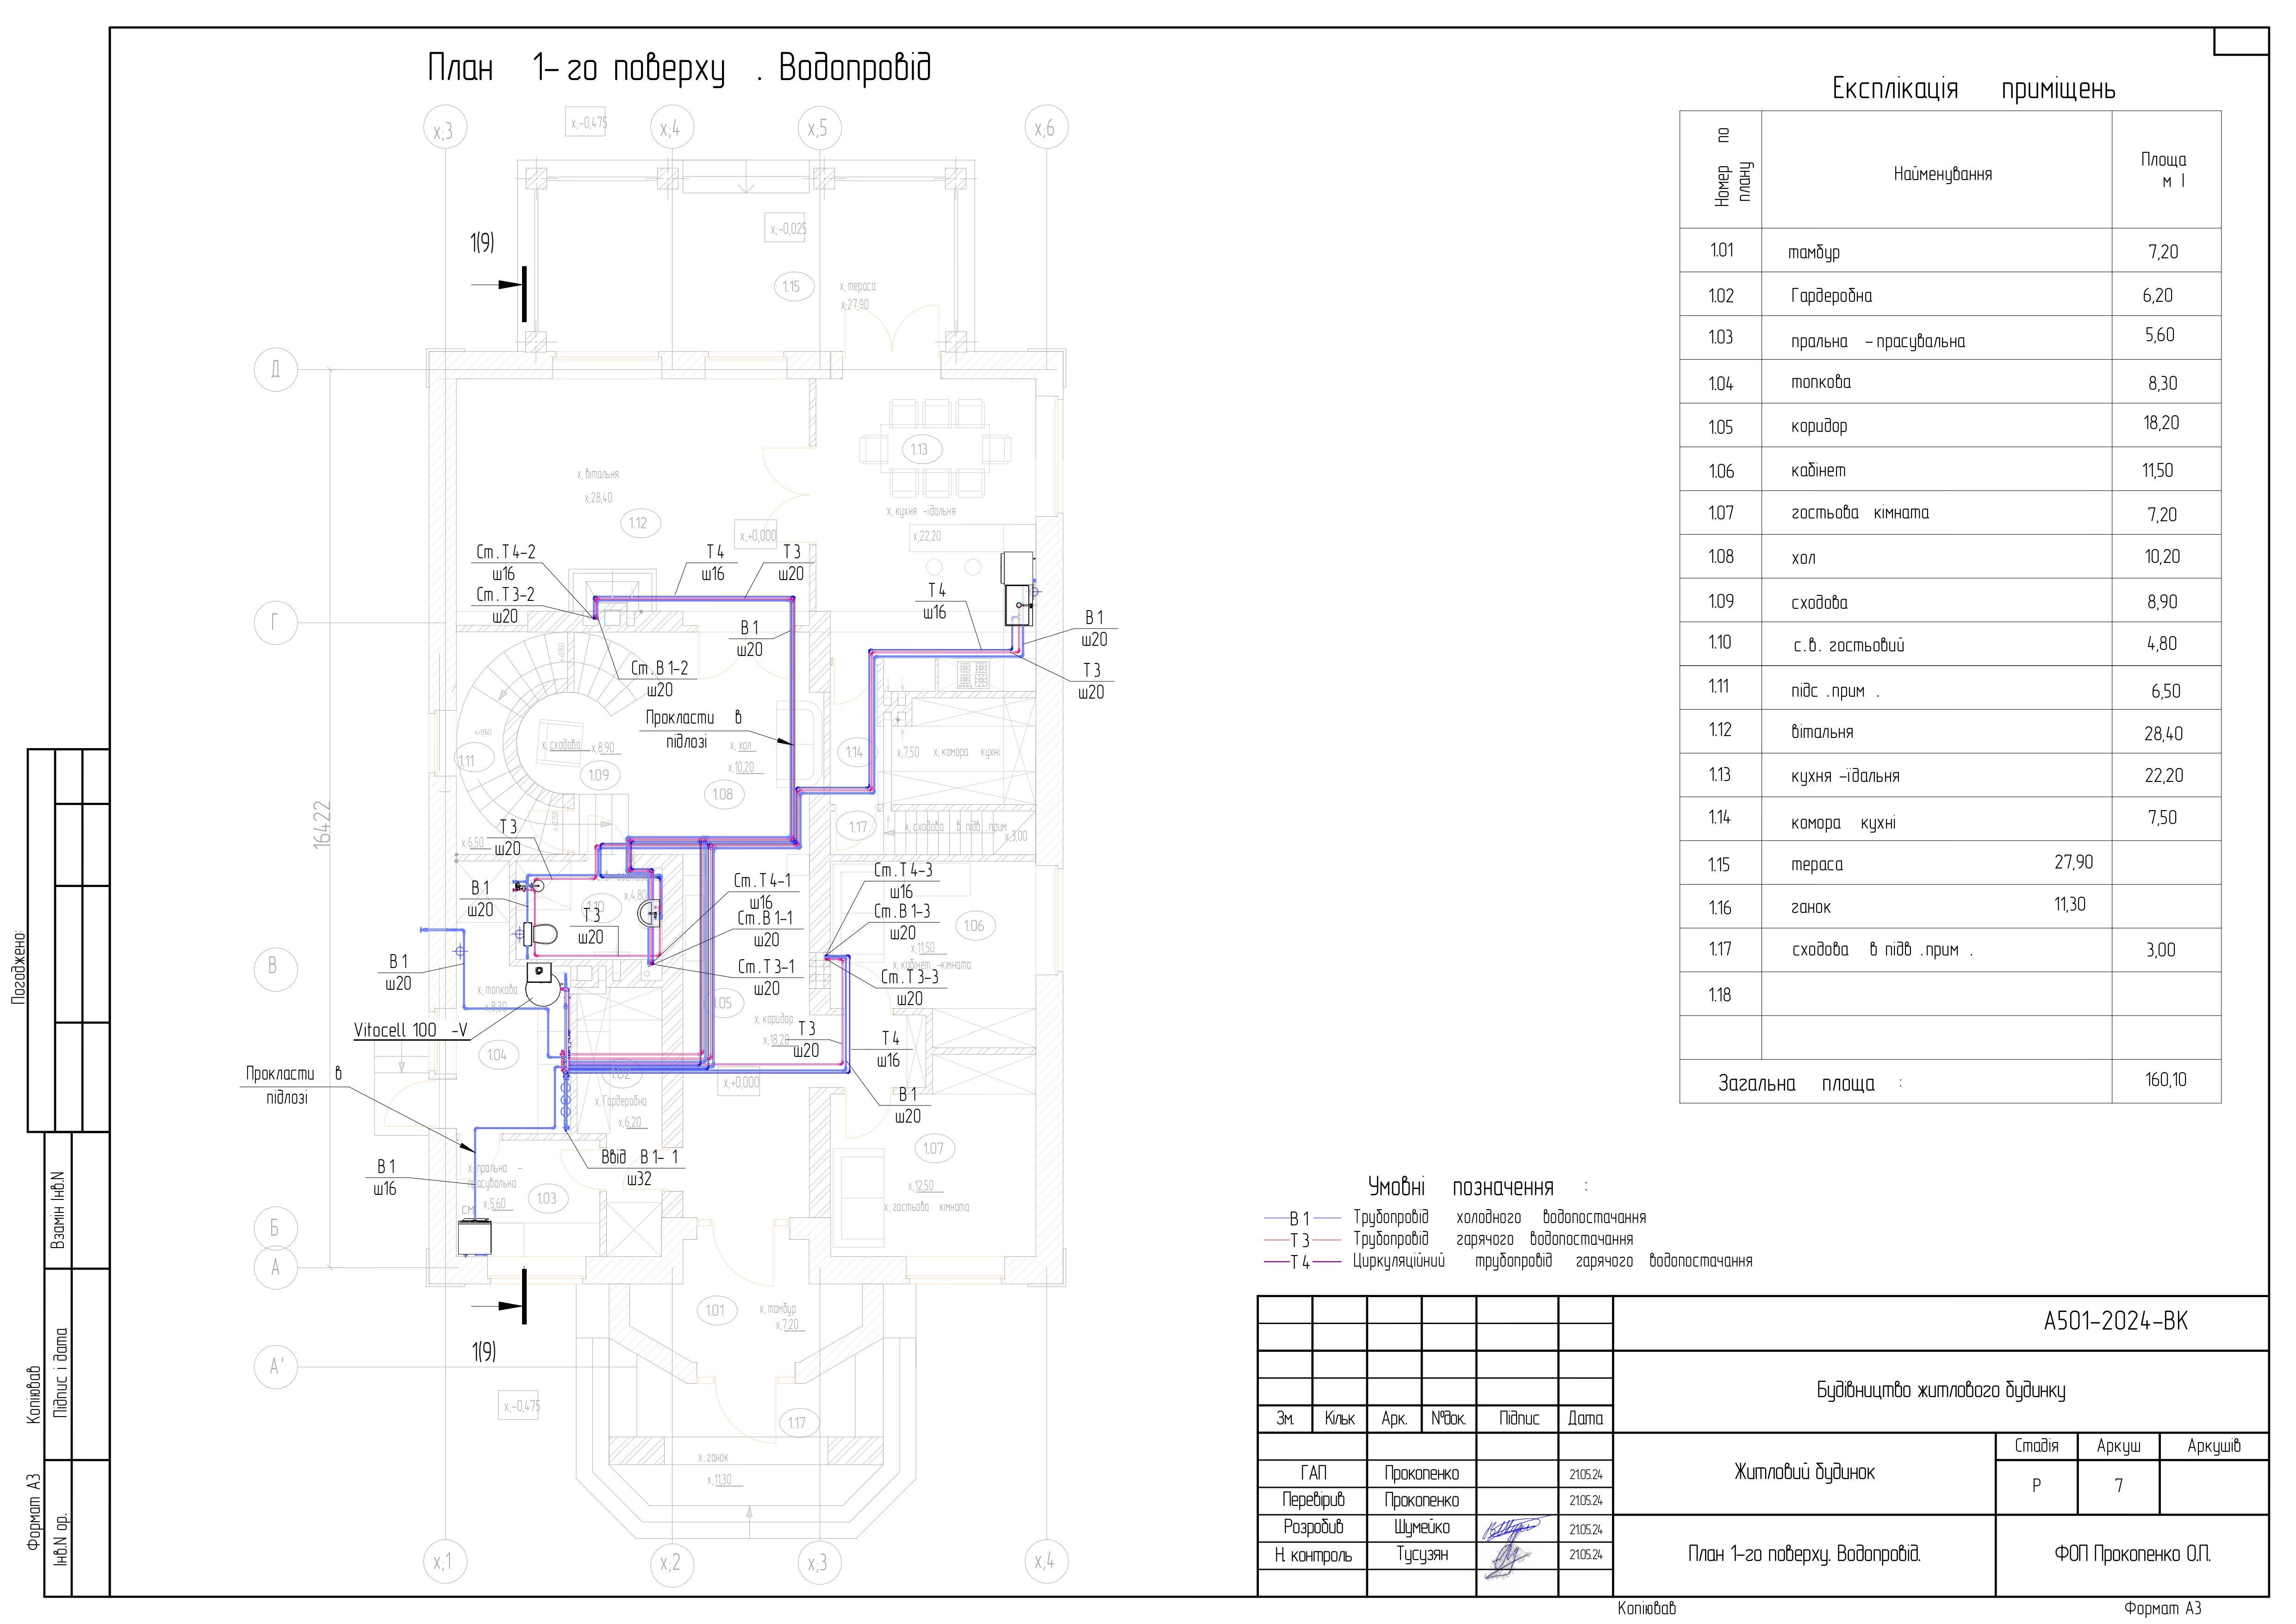 План 1-го поверху . Водопровід
х;3
х;-0,475
х;4
х;5
х;6
1(9)
х;-0,025
1.15
х, тераса
х;27,90
Д
1.13
х, вітальня
х;28,40
х, кухня -їдальня
1.12
х,+0,000
х;22,20
Ст.Т4-2
ш16
Ст.Т3-2
ш20
Т4
ш16
Т3
ш20
Т4
ш16
В1
ш20
Г
В1
ш20
Т3
ш20
Ст.В1-2
ш20
Прокласти в
підлозі
х, сходова
х;8,90
х, хол
х;10,20
1.14
х;7,50
х; комора кухні
1.11
1.09
1.08
16422
1.17
х, сходова в підв .прим
х;3,00
Т3
ш20
х;6,50
В1
ш20
х;4,80
1.10
Т3
ш20
Ст.Т4-1
ш16
Ст.В1-1
ш20
Ст.Т3-1
ш20
Ст.Т4-3
ш16
Ст.В1-3
ш20
Ст.Т3-3
ш20
1.06
х;11,50
х; кабінет -кімната
В
В1
ш20
х, топкова
х;8,30
1.05
х, коридор
х;18,20
Т3
ш20
Т4
ш16
Vitocell 100 -V
1.04
1.02
х,+0,000
Прокласти в
підлозі
В1
ш20
х, Гардеробна
х;6,20
1.07
Ввід В1- 1
ш32
В1
ш16
х, пральна -
прасувальна
х;5,60
1.03
СМ
х;12,50
х; гостьова кімната
Б
А
1.01
х, тамбур
х;7,20
1(9)
А'
х,-0,475
1.17
х, ганок
х;11,30
х;1
х;2
х;3
х;4
Експлікація приміщень
Номер по плану
Найменування
Площа
м І
1.01 тамбур 7,20
1.02 Гардеробна 6,20
1.03 пральна -прасувальна 5,60
1.04 топкова 8,30
1.05 коридор 18,20
1.06 кабінет 11,50
1.07 гостьова кімната 7,20
1.08 хол 10,20
1.09 сходова 8,90
1.10 с.в. гостьовий 4,80
1.11 підс .прим . 6,50
1.12 вітальня 28,40
1.13 кухня -їдальня 22,20
1.14 комора кухні 7,50
1.15 тераса 27,90
1.16 ганок 11,30
1.17 сходова в підв .прим . 3,00
1.18
Загальна площа : 160,10
Умовні позначення :
В1 Трубопровід холодного водопостачання
Т3 Трубопровід гарячого водопостачання
Т4 Циркуляційний трубопровід гарячого водопостачання
А501-2024-ВК
Будівництво житлового будинку
Зм. Кільк Арк. №док. Підпис Дата
Житловий будинок
Стадія Аркуш Аркушів
Р 7
ГАП Прокопенко 21.05.24
Перевірив Прокопенко 21.05.24
Розробив Шумейко 21.05.24
Н. контроль Тусузян 21.05.24
План 1-го поверху. Водопровід.
ФОП Прокопенко О.П.
Копіював
Формат А3
Погоджено:
Взамін Інв.N
Підпис і дата
Інв.N ор.
Копіював
Формат А3